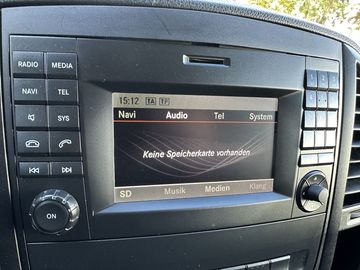 RADIO MEDIA
NAVI TEL
SYS
ON
15:12 TA TP
Navi Audio Tel System
Keine Speicherkarte vorhanden
SD Musik Medien Klang